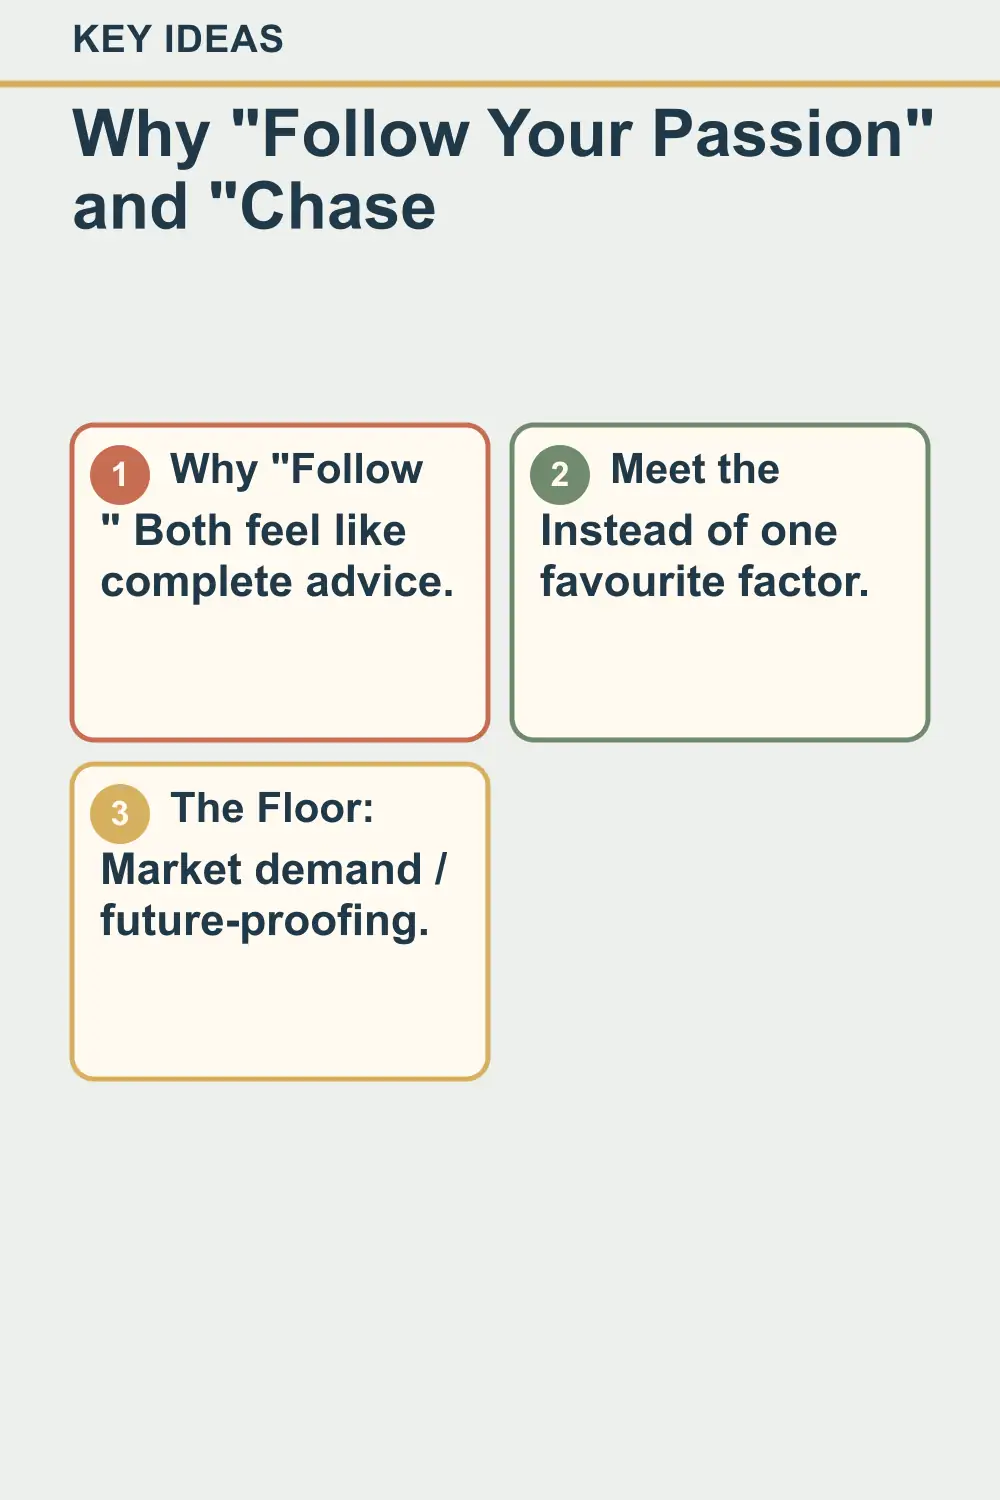 KEY IDEAS
Why "Follow Your Passion"
and "Chase
1 Why "Follow
" Both feel like
complete advice.
2 Meet the
Instead of one
favourite factor.
3 The Floor:
Market demand /
future-proofing.